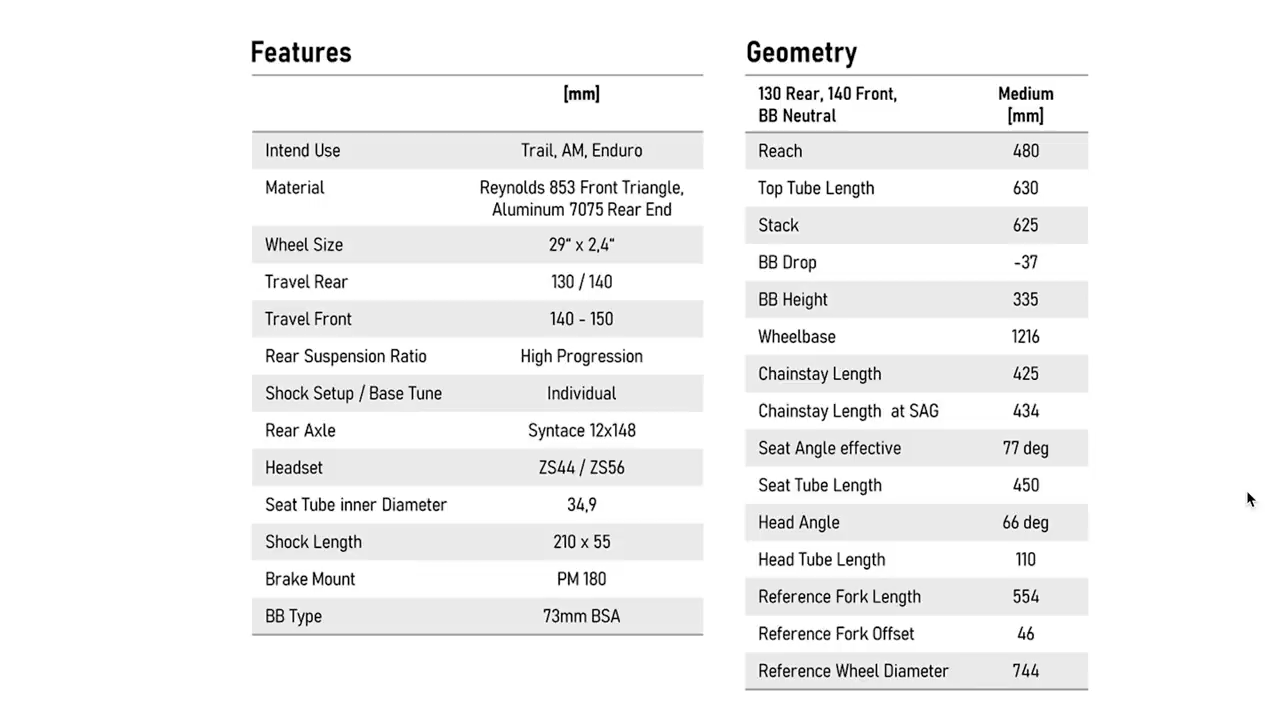 Features
[mm]
Intend Use Trail, AM, Enduro
Material Reynolds 853 Front Triangle,
Aluminum 7075 Rear End
Wheel Size 29“ x 2,4“
Travel Rear 130 / 140
Travel Front 140 - 150
Rear Suspension Ratio High Progression
Shock Setup / Base Tune Individual
Rear Axle Syntace 12x148
Headset ZS44 / ZS56
Seat Tube inner Diameter 34,9
Shock Length 210 x 55
Brake Mount PM 180
BB Type 73mm BSA
Geometry
130 Rear, 140 Front, Medium
BB Neutral [mm]
Reach 480
Top Tube Length 630
Stack 625
BB Drop -37
BB Height 335
Wheelbase 1216
Chainstay Length 425
Chainstay Length at SAG 434
Seat Angle effective 77 deg
Seat Tube Length 450
Head Angle 66 deg
Head Tube Length 110
Reference Fork Length 554
Reference Fork Offset 46
Reference Wheel Diameter 744